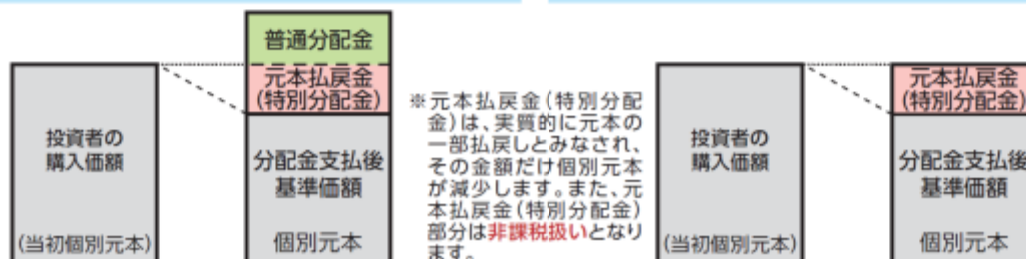 普通分配金
元本払戻金
(特別分配金)
投資者の
購入価額
(当初個別元本)
分配金支払後
基準価額
個別元本
※元本払戻金(特別分配
金)は、実質的に元本の
一部払戻しとみなされ、
その金額だけ個別元本
が減少します。また、元
本払戻金(特別分配金)
部分は非課税扱いとなり
ます。
投資者の
購入価額
(当初個別元本)
元本払戻金
(特別分配金)
分配金支払後
基準価額
個別元本